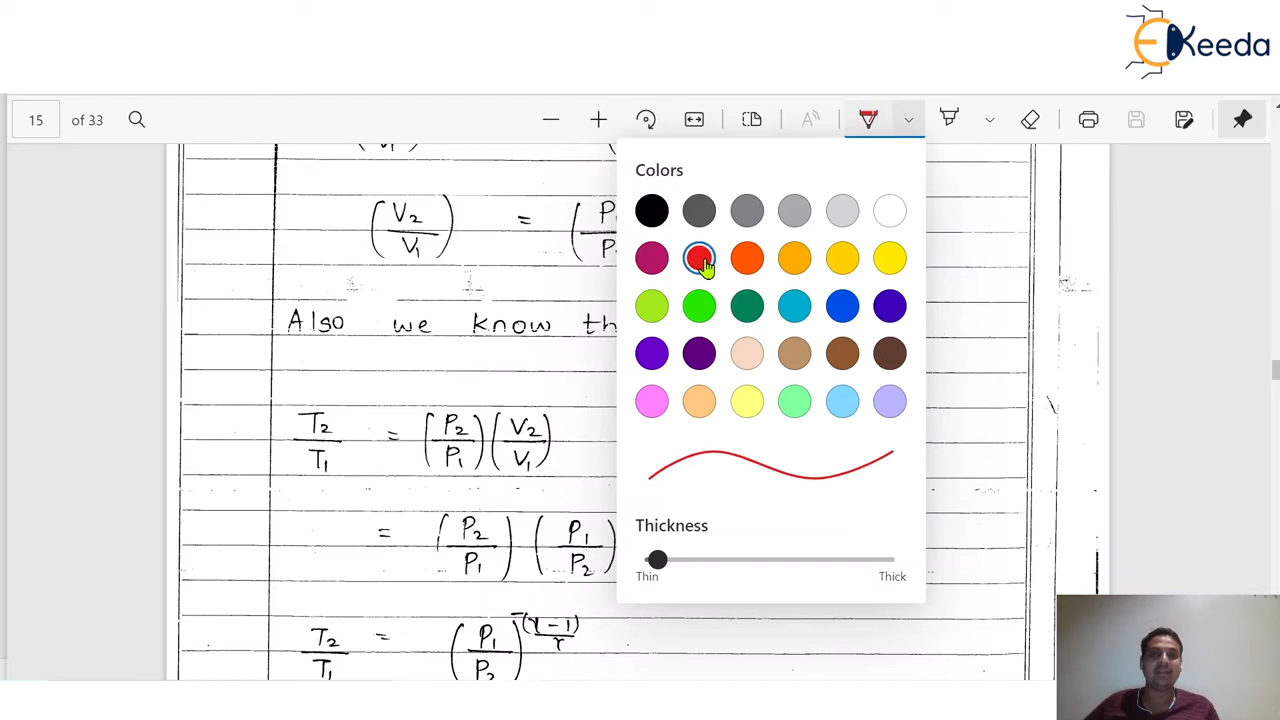 EKeeda
15 of 33
Colors
(V2/V1) = (P
Also we know th
T2/T1 = (P2/P1)(V2/V1)
= (P2/P1) (P1/P2)
Thickness
Thin Thick
T2/T1 = (P1/P2)^-(γ-1)/γ